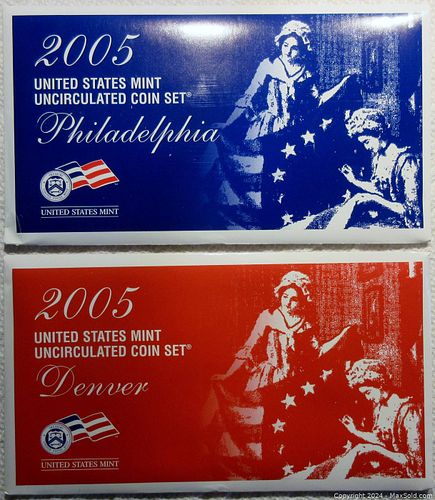 2005
UNITED STATES MINT
UNCIRCULATED COIN SET®
Philadelphia
UNITED STATES MINT
2005
UNITED STATES MINT
UNCIRCULATED COIN SET®
Denver
UNITED STATES MINT
Copyright 2024 - MaxSold.com